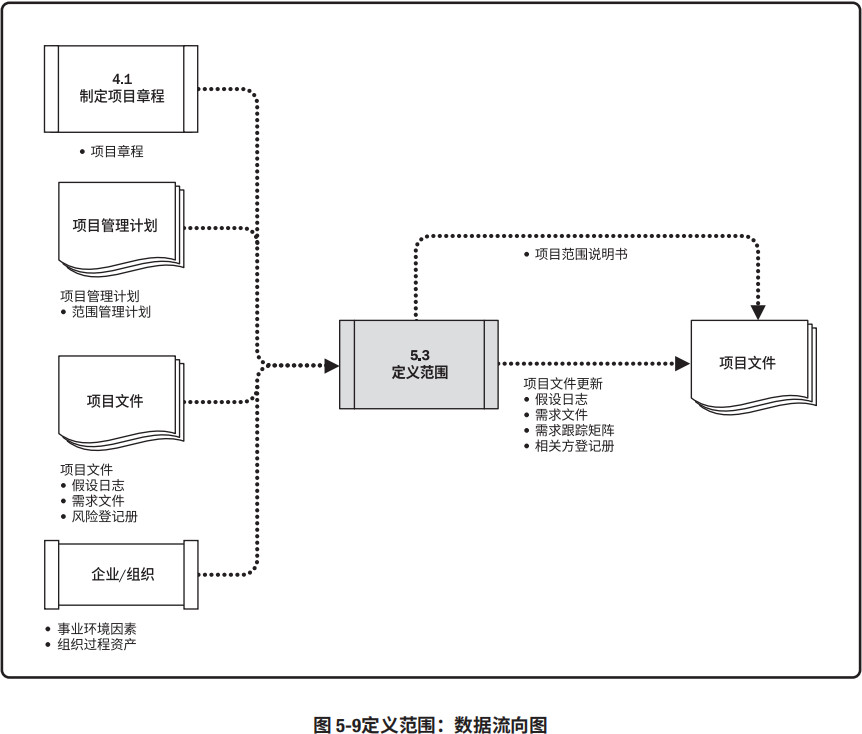 4.1
制定项目章程
• 项目章程
项目管理计划
项目管理计划
• 范围管理计划
项目文件
项目文件
• 假设日志
• 需求文件
• 风险登记册
企业/组织
• 事业环境因素
• 组织过程资产
5.3
定义范围
• 项目范围说明书
项目文件更新
• 假设日志
• 需求文件
• 需求跟踪矩阵
• 相关方登记册
项目文件
图 5-9定义范围：数据流向图